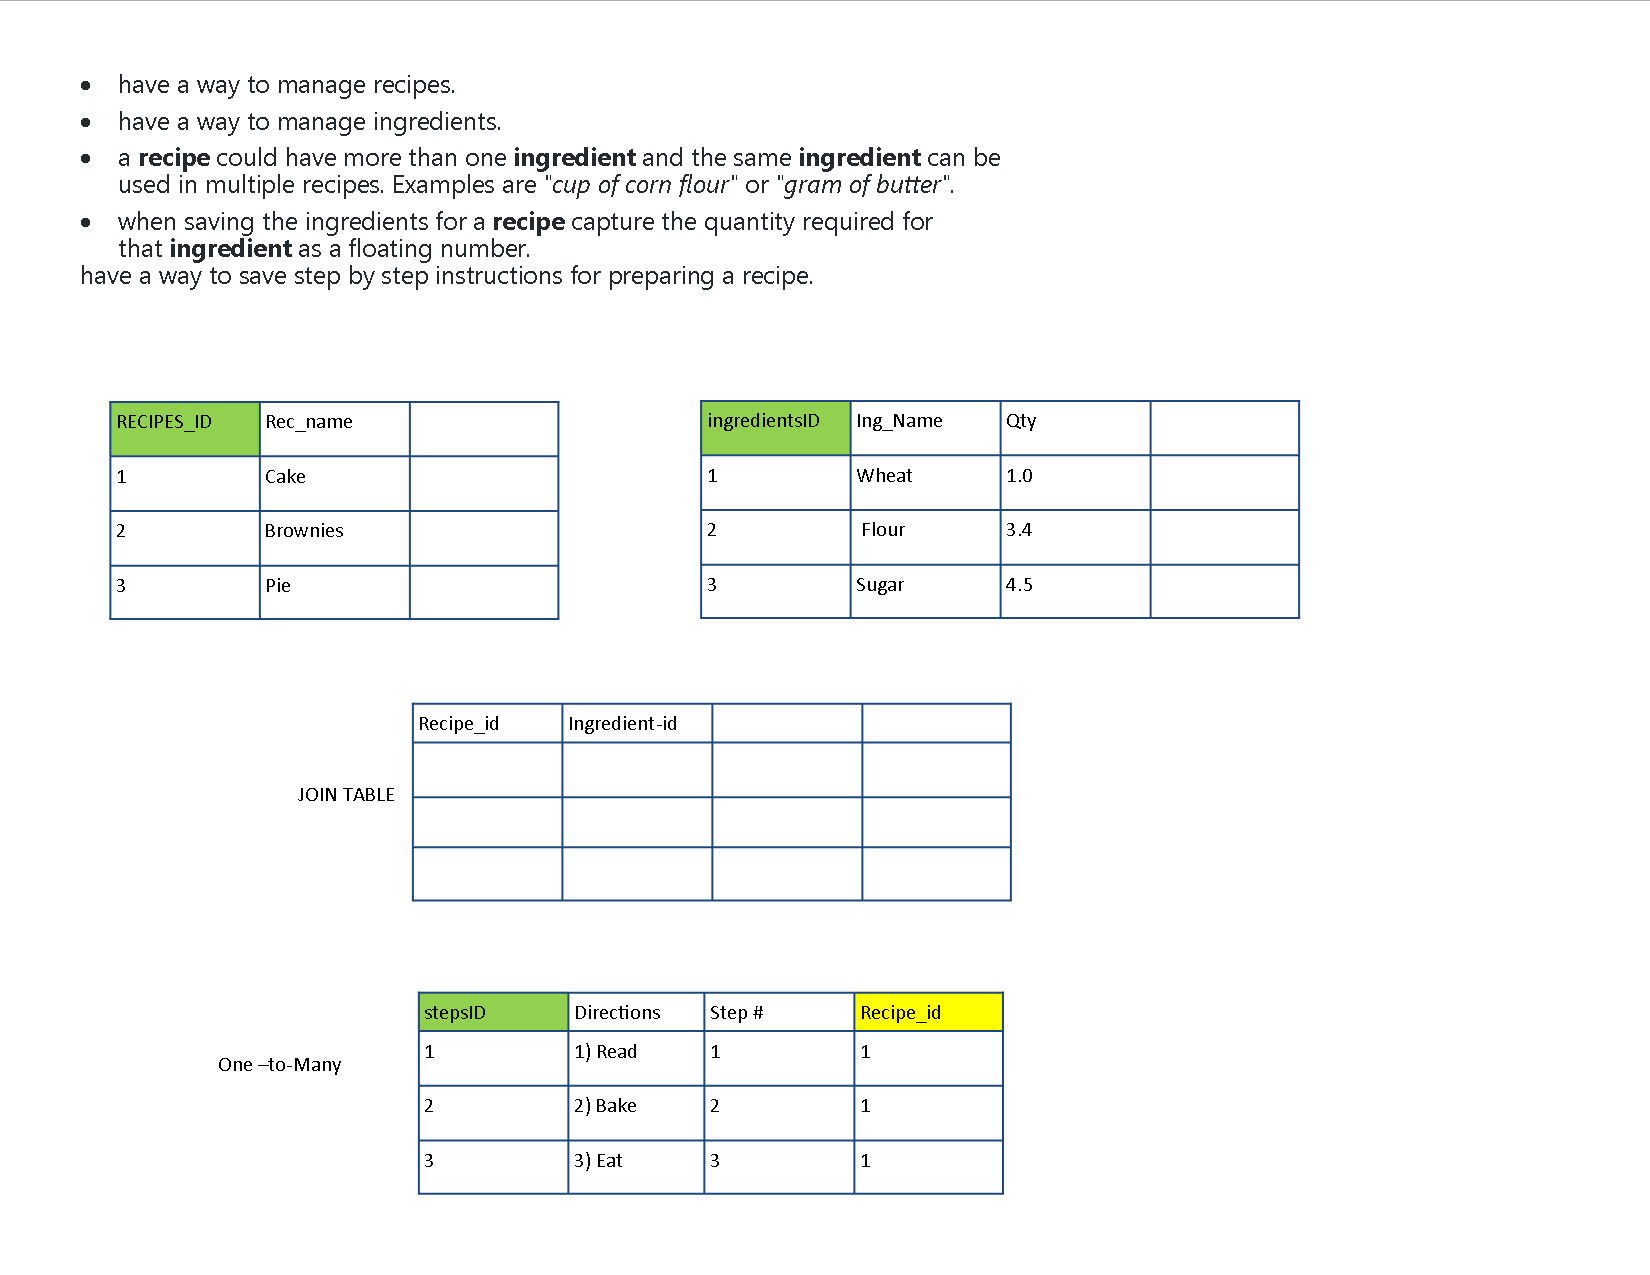 • have a way to manage recipes.
• have a way to manage ingredients.
• a recipe could have more than one ingredient and the same ingredient can be
used in multiple recipes. Examples are "cup of corn flour" or "gram of butter".
• when saving the ingredients for a recipe capture the quantity required for
that ingredient as a floating number.
have a way to save step by step instructions for preparing a recipe.
RECIPES_ID Rec_name
1 Cake
2 Brownies
3 Pie
ingredientsID Ing_Name Qty
1 Wheat 1.0
2 Flour 3.4
3 Sugar 4.5
JOIN TABLE
Recipe_id Ingredient-id
One –to-Many
stepsID Directions Step # Recipe_id
1 1) Read 1 1
2 2) Bake 2 1
3 3) Eat 3 1